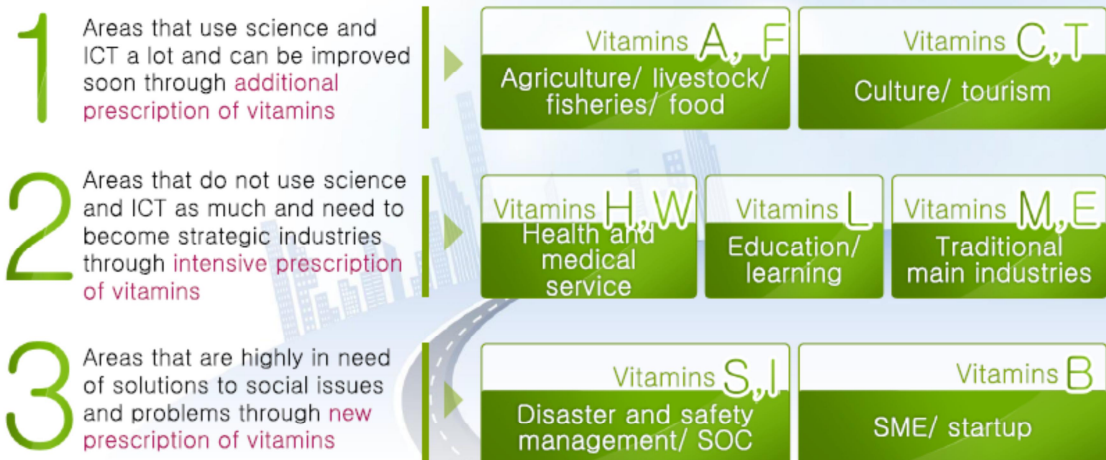 1
Areas that use science and
ICT a lot and can be improved
soon through additional
prescription of vitamins
Vitamins A, F
Agriculture/ livestock/
fisheries/ food
Vitamins C,T
Culture/ tourism
2
Areas that do not use science
and ICT as much and need to
become strategic industries
through intensive prescription
of vitamins
Vitamins H,W
Health and
medical
service
Vitamins L
Education/
learning
Vitamins M,E
Traditional
main industries
3
Areas that are highly in need
of solutions to social issues
and problems through new
prescription of vitamins
Vitamins S,I
Disaster and safety
management/ SOC
Vitamins B
SME/ startup